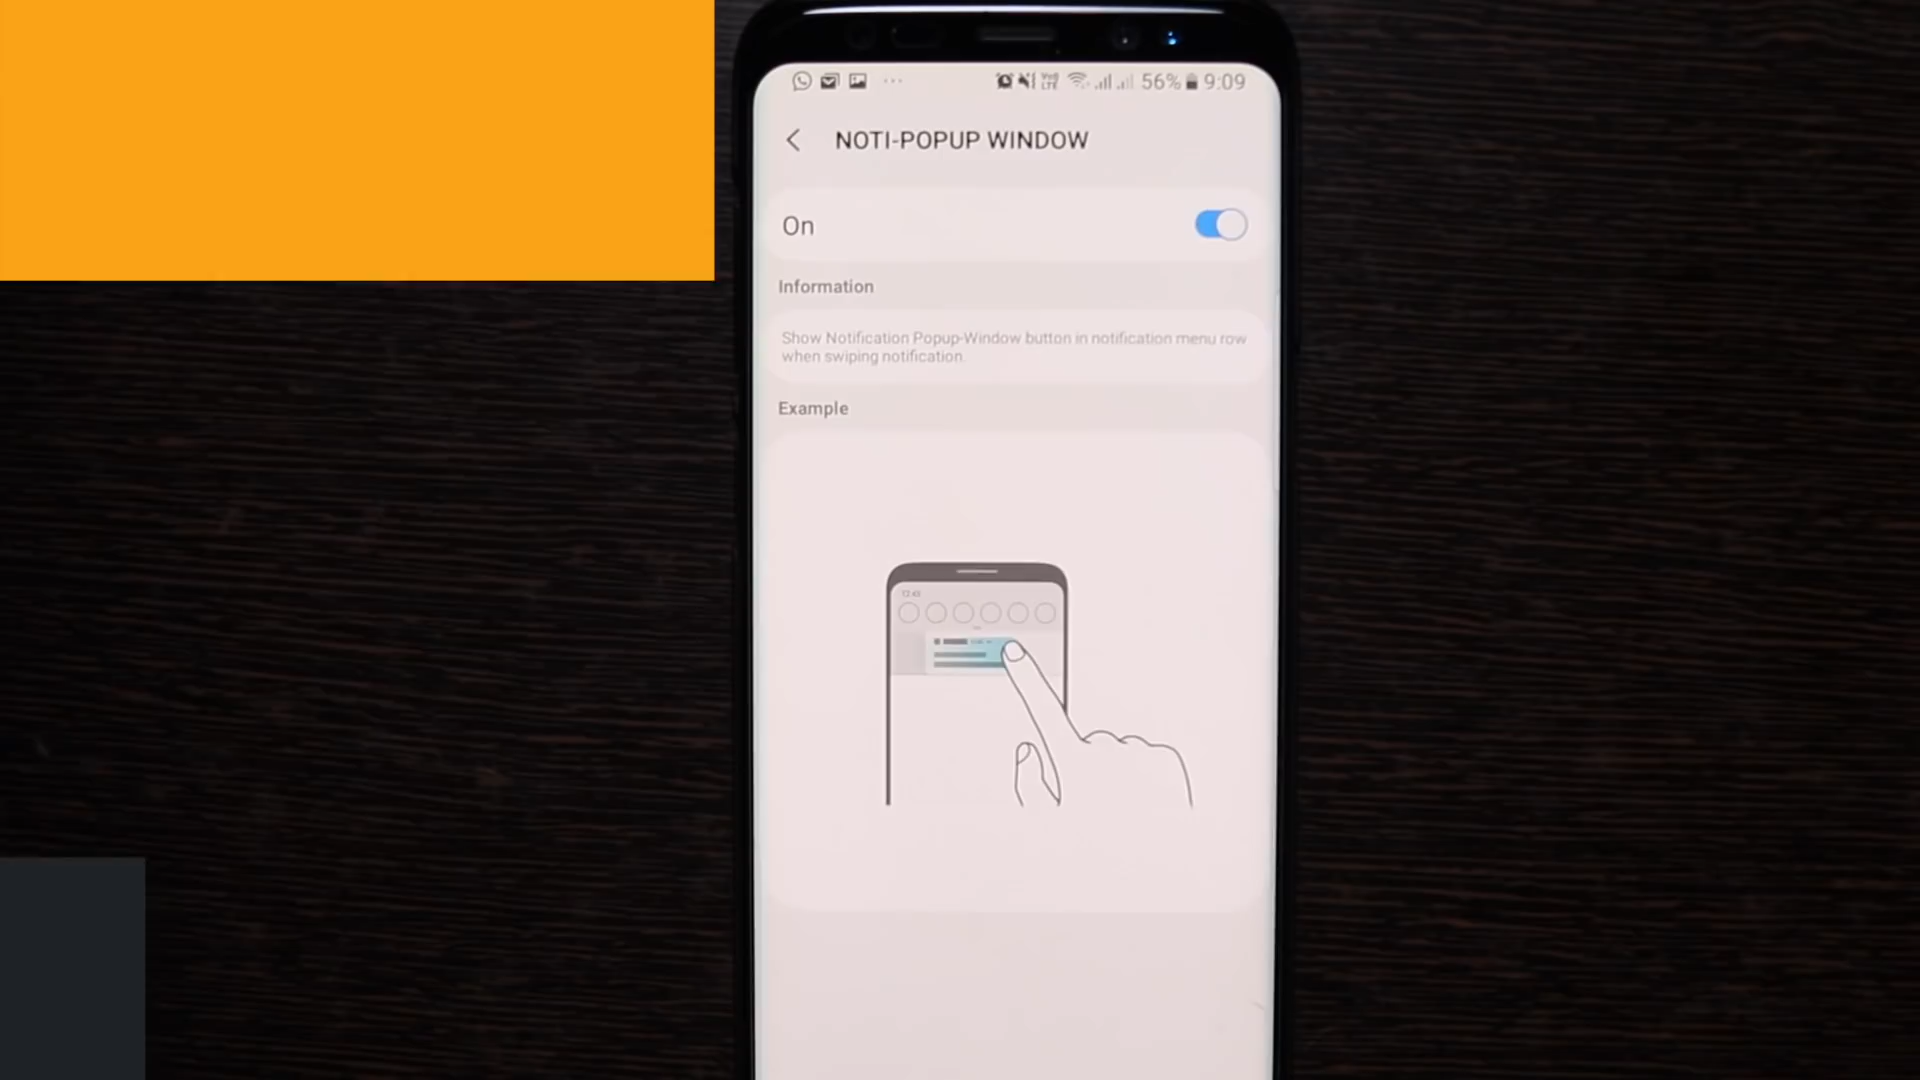 56% 9:09
NOTI-POPUP WINDOW
On
Information
Show Notification Popup-Window button in notification menu row
when swiping notification.
Example